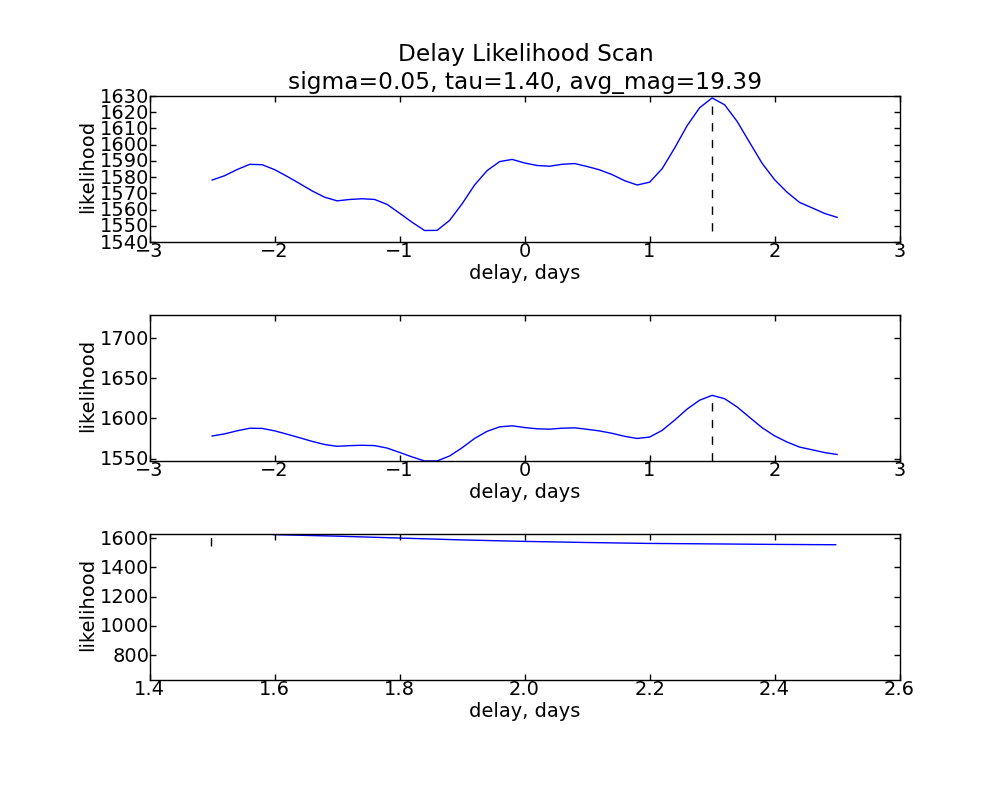 Delay Likelihood Scan
sigma=0.05, tau=1.40, avg_mag=19.39
1630
1620
1610
1600
1590
1580
1570
1560
1550
1540
likelihood
−3 −2 −1 0 1 2 3
delay, days
1700
1650
1600
1550
likelihood
−3 −2 −1 0 1 2 3
delay, days
1600
1400
1200
1000
800
likelihood
1.4 1.6 1.8 2.0 2.2 2.4 2.6
delay, days